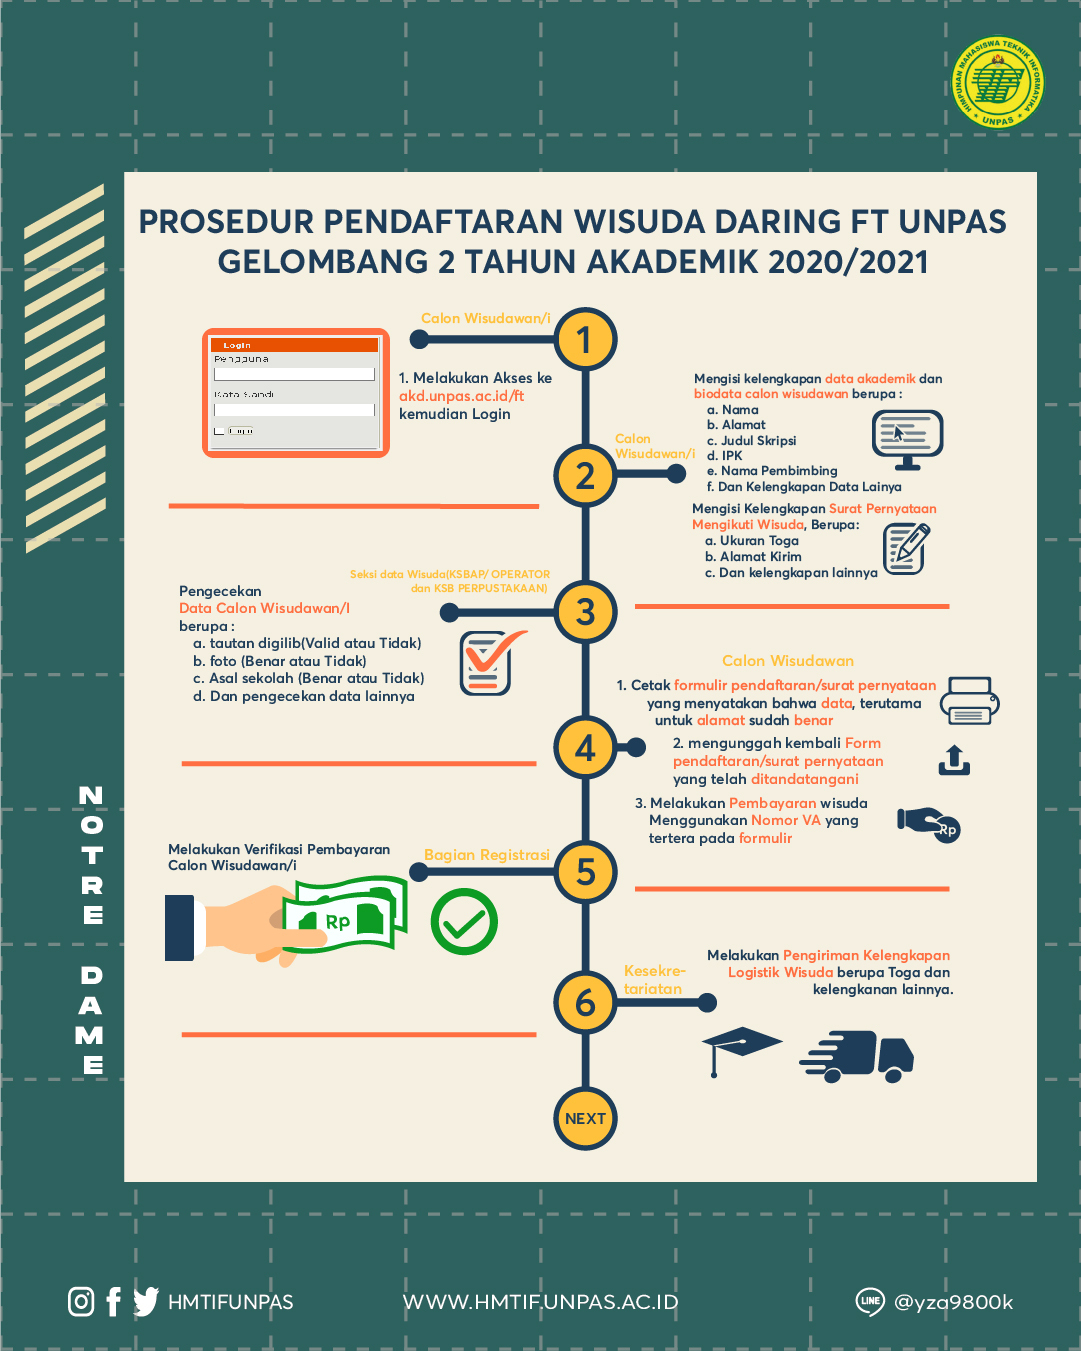 HIMPUNAN MAHASISWA TEKNIK INFORMATIKA
UNPAS
PROSEDUR PENDAFTARAN WISUDA DARING FT UNPAS
GELOMBANG 2 TAHUN AKADEMIK 2020/2021
Calon Wisudawan/i
1
Login
Pengguna
Kata Sandi
Login
1. Melakukan Akses ke
akd.unpas.ac.id/ft
kemudian Login
Calon
Wisudawan/i
2
Mengisi kelengkapan data akademik dan
biodata calon wisudawan berupa :
a. Nama
b. Alamat
c. Judul Skripsi
d. IPK
e. Nama Pembimbing
f. Dan Kelengkapan Data Lainya
Mengisi Kelengkapan Surat Pernyataan
Mengikuti Wisuda, Berupa:
a. Ukuran Toga
b. Alamat Kirim
c. Dan kelengkapan lainnya
Seksi data Wisuda(KSBAP/ OPERATOR
dan KSB PERPUSTAKAAN)
3
Pengecekan
Data Calon Wisudawan/I
berupa :
a. tautan digilib(Valid atau Tidak)
b. foto (Benar atau Tidak)
c. Asal sekolah (Benar atau Tidak)
d. Dan pengecekan data lainnya
Calon Wisudawan
4
1. Cetak formulir pendaftaran/surat pernyataan
yang menyatakan bahwa data, terutama
untuk alamat sudah benar
2. mengunggah kembali Form
pendaftaran/surat pernyataan
yang telah ditandatangani
3. Melakukan Pembayaran wisuda
Menggunakan Nomor VA yang
tertera pada formulir
Rp
Bagian Registrasi
5
Melakukan Verifikasi Pembayaran
Calon Wisudawan/i
Rp
Kesekre-
tariatan
6
Melakukan Pengiriman Kelengkapan
Logistik Wisuda berupa Toga dan
kelengkanan lainnya.
NEXT
NOTRE DAME
HMTIFUNPAS
WWW.HMTIF.UNPAS.AC.ID
LINE
@yza9800k